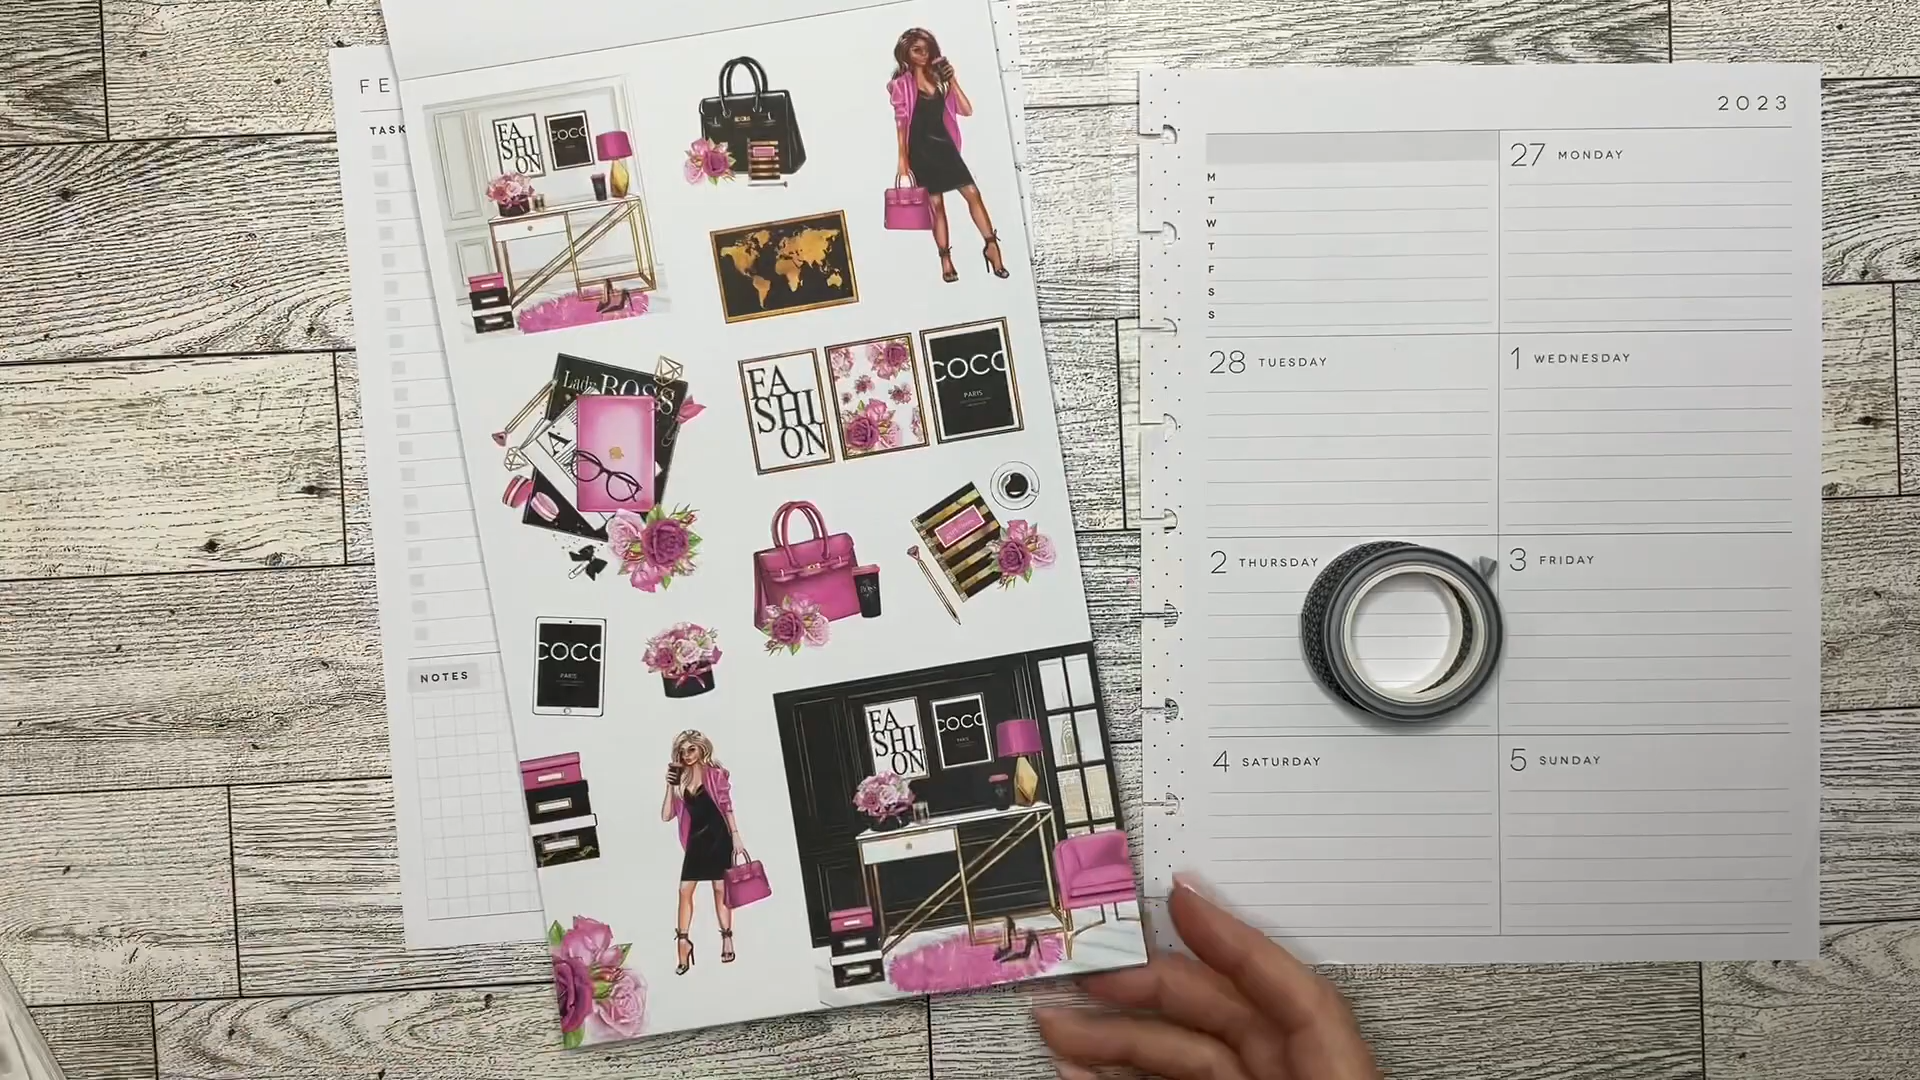 FE
TASK
NOTES
FA
SHI
ON
COCO
Lady BOSS
A
FA
SHI
ON
COCO
PARIS
BOSS
COCO
PARIS
FA
SHI
ON
COCO
2023
M
T
W
T
F
S
S
27 MONDAY
28 TUESDAY
1 WEDNESDAY
2 THURSDAY
3 FRIDAY
4 SATURDAY
5 SUNDAY